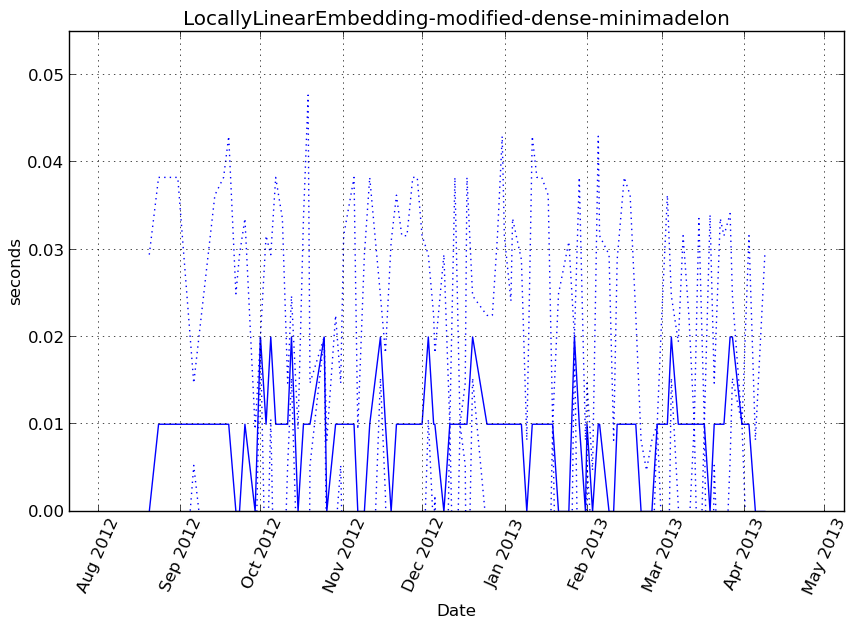 LocallyLinearEmbedding-modified-dense-minimadelon
0.05
0.04
0.03
0.02
0.01
0.00
seconds
Aug 2012
Sep 2012
Oct 2012
Nov 2012
Dec 2012
Jan 2013
Feb 2013
Mar 2013
Apr 2013
May 2013
Date